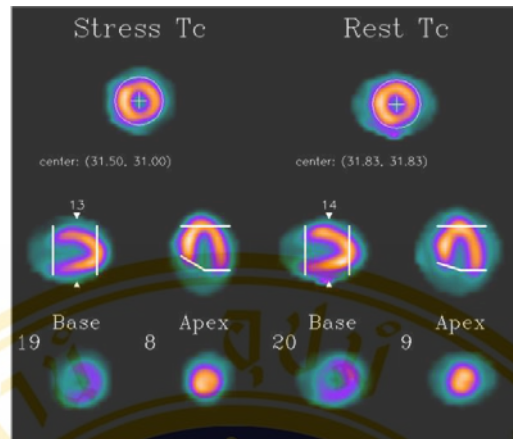 Stress Tc Rest Tc
center: (31.50, 31.00) center: (31.83, 31.83)
13 14
Base Apex Base Apex
19 8 20 9